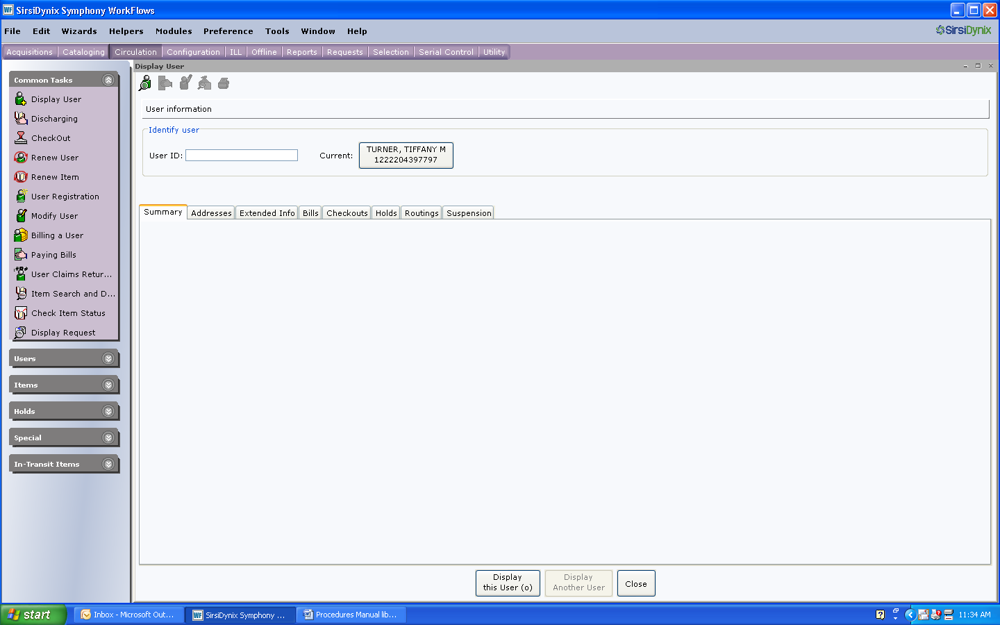 WF SirsiDynix Symphony WorkFlows
File Edit Wizards Helpers Modules Preference Tools Window Help
SirsiDynix
Acquisitions Cataloging Circulation Configuration ILL Offline Reports Requests Selection Serial Control Utility
Display User
Common Tasks
Display User
Discharging
CheckOut
Renew User
Renew Item
User Registration
Modify User
Billing a User
Paying Bills
User Claims Retur...
Item Search and D...
Check Item Status
Display Request
Users
Items
Holds
Special
In-Transit Items
User information
Identify user
User ID:
Current:
TURNER, TIFFANY M
1222204397797
Summary Addresses Extended Info Bills Checkouts Holds Routings Suspension
Display
this User (o)
Display
Another User
Close
start
Inbox - Microsoft Out...
WF SirsiDynix Symphony ...
Procedures Manual lib...
11:34 AM